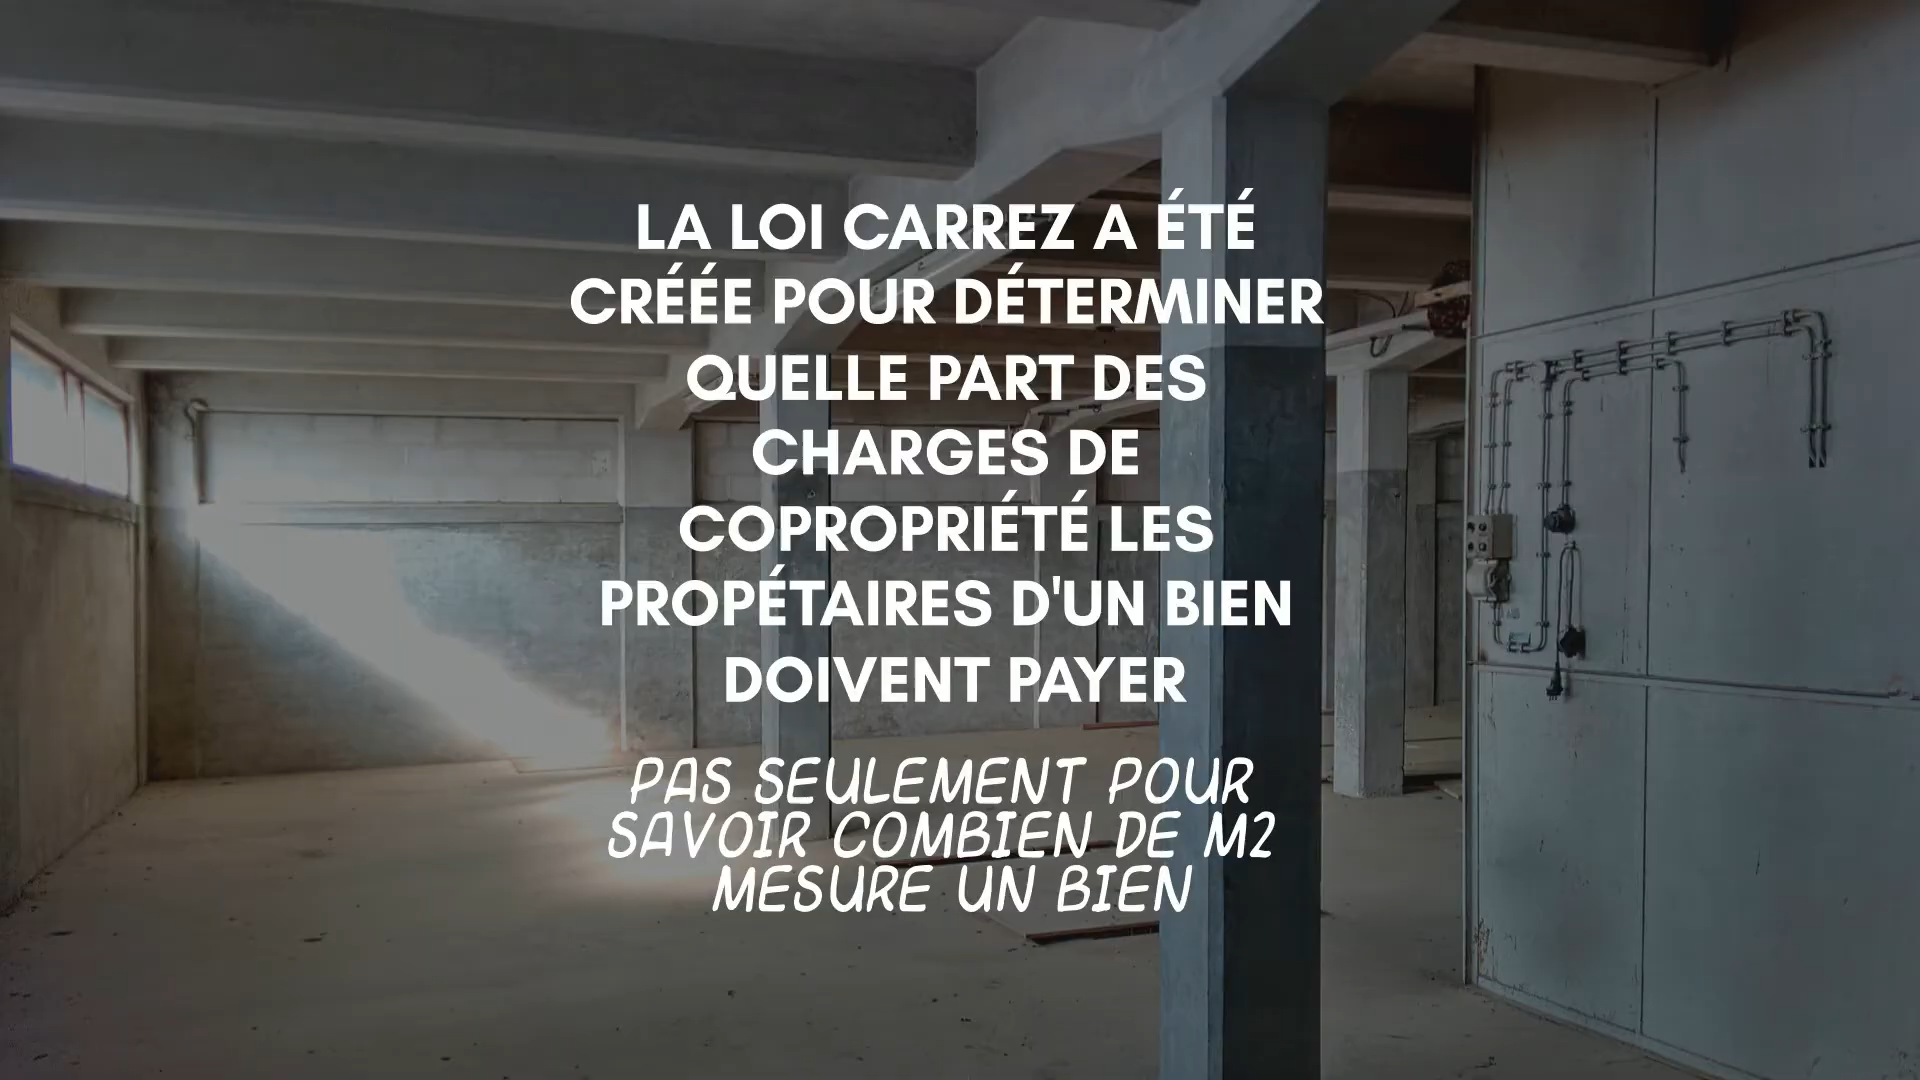 LA LOI CARREZ A ÉTÉ
CRÉÉE POUR DÉTERMINER
QUELLE PART DES
CHARGES DE
COPROPRIÉTÉ LES
PROPÉTAIRES D'UN BIEN
DOIVENT PAYER
PAS SEULEMENT POUR
SAVOIR COMBIEN DE M2
MESURE UN BIEN